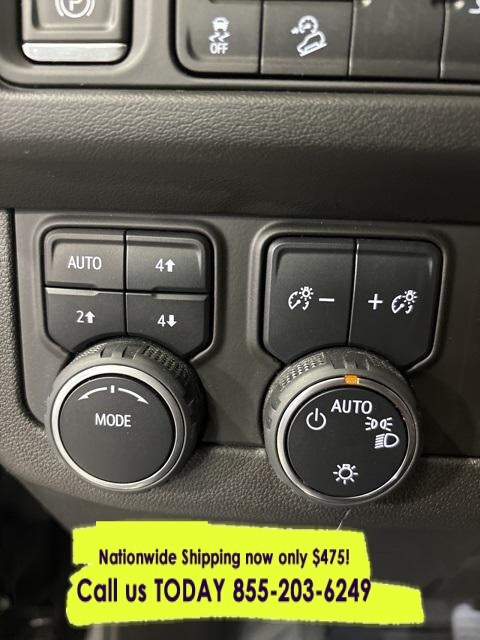 P
OFF
AUTO 4↑
2↑ 4↓
− +
MODE
AUTO
Nationwide Shipping now only $475!
Call us TODAY 855-203-6249